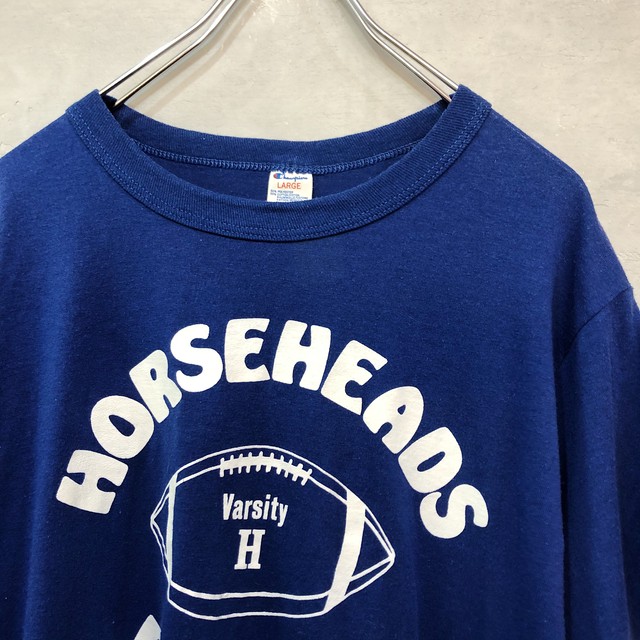 Champion
LARGE
HORSEHEADS
Varsity
H